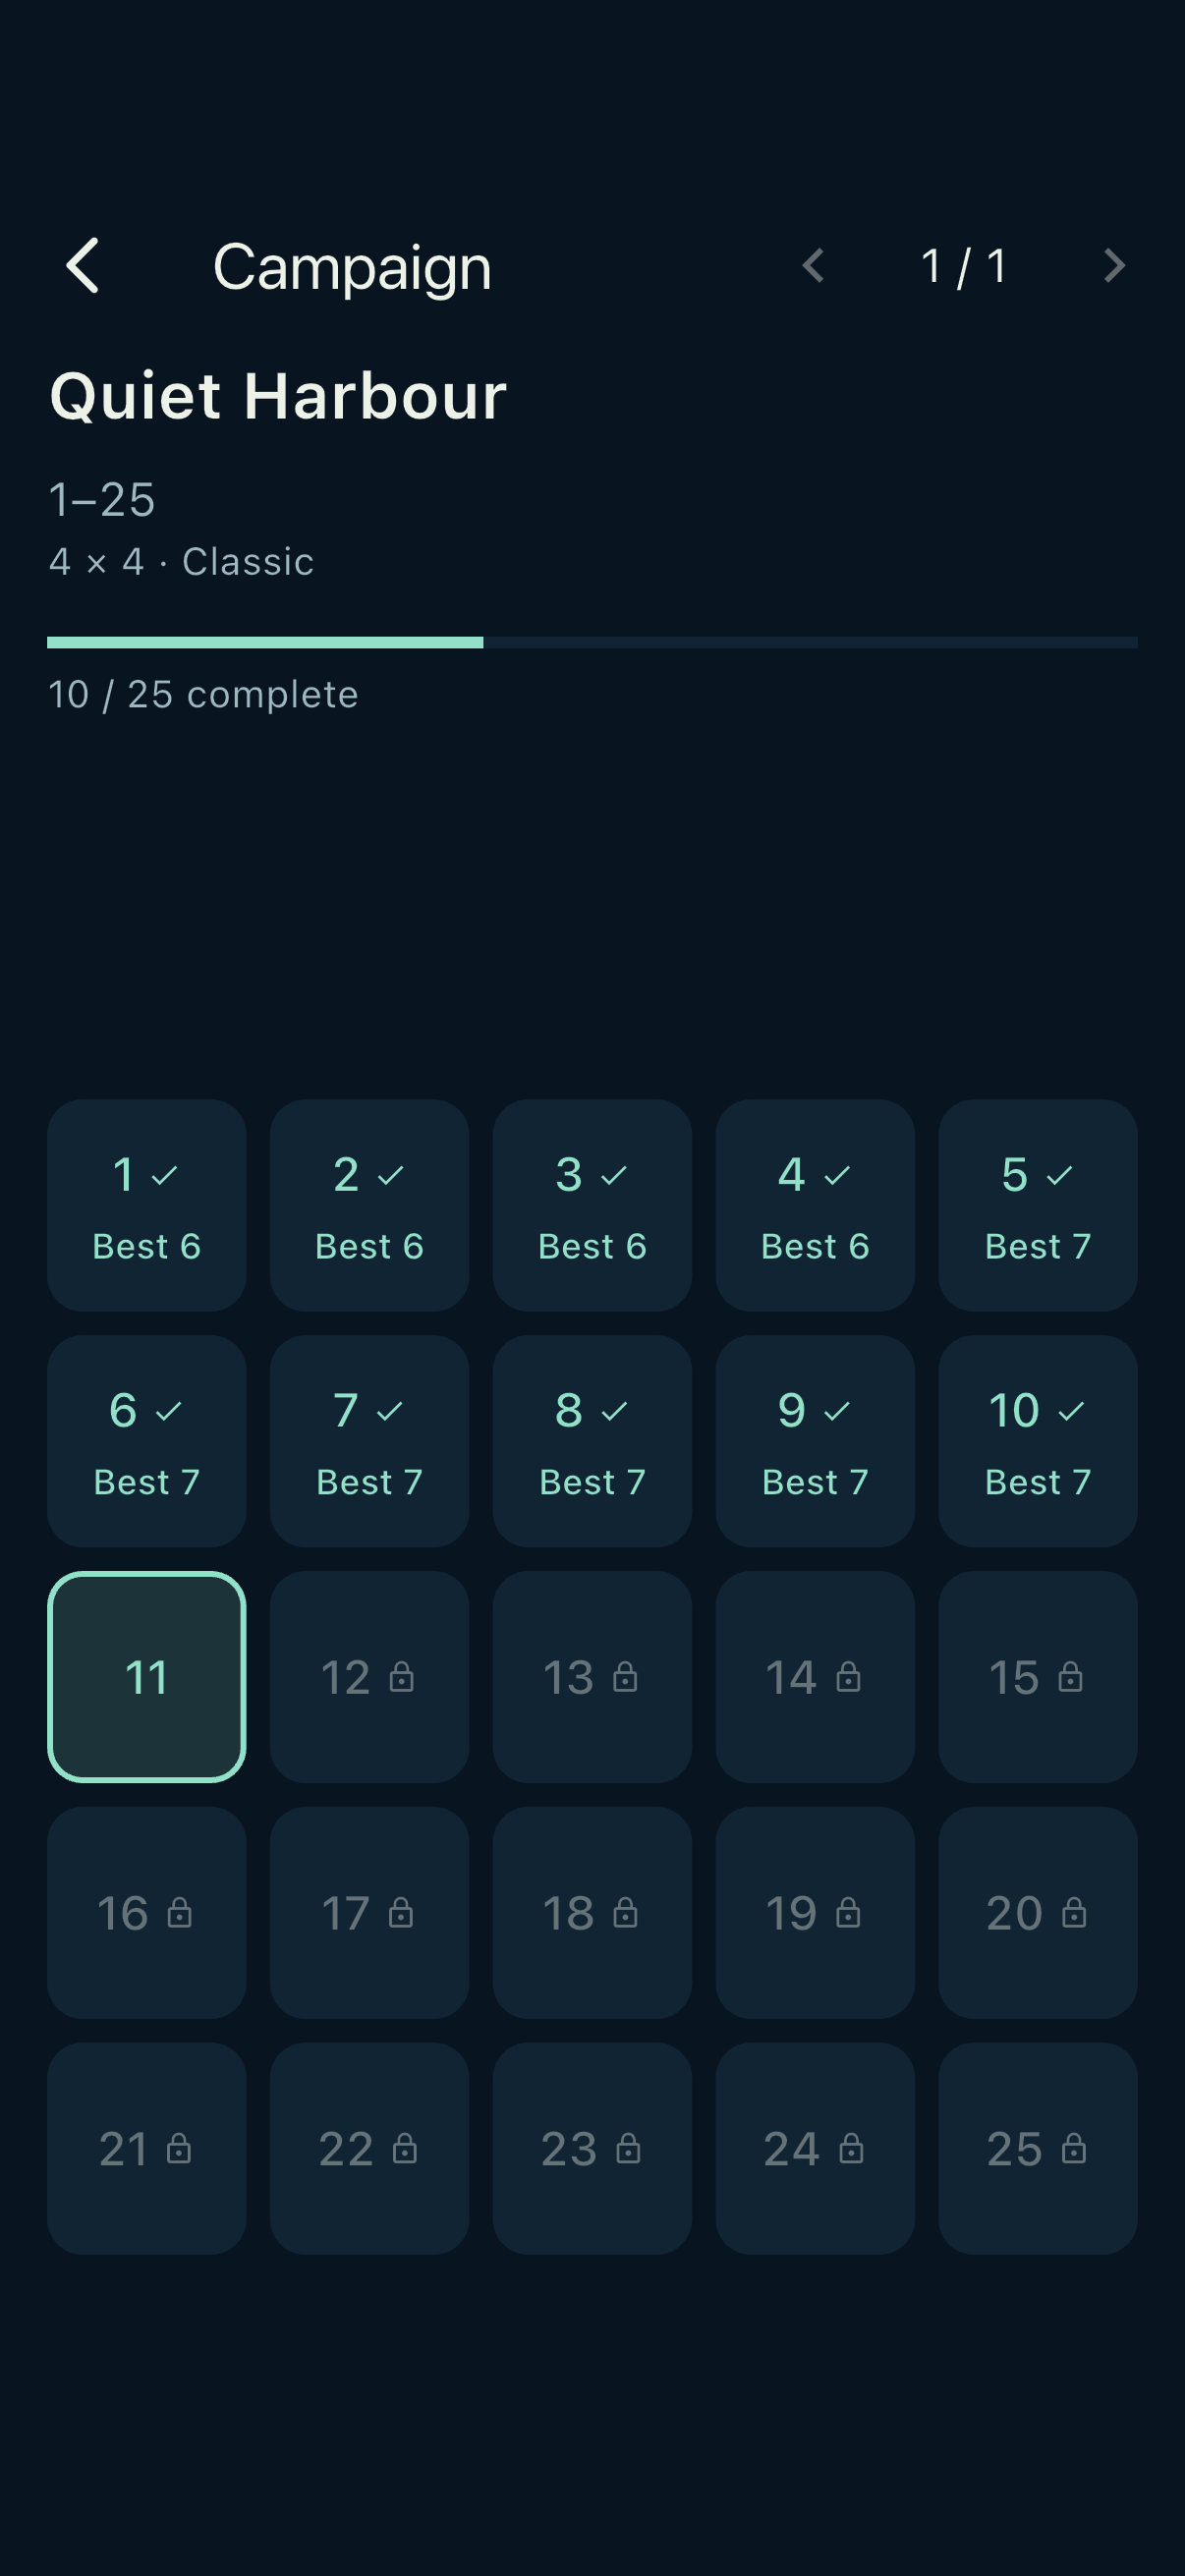 Campaign 1 / 1
Quiet Harbour
1–25
4 × 4 · Classic
10 / 25 complete
1 2 3 4 5
Best 6 Best 6 Best 6 Best 6 Best 7
6 7 8 9 10
Best 7 Best 7 Best 7 Best 7 Best 7
11 12 13 14 15
16 17 18 19 20
21 22 23 24 25